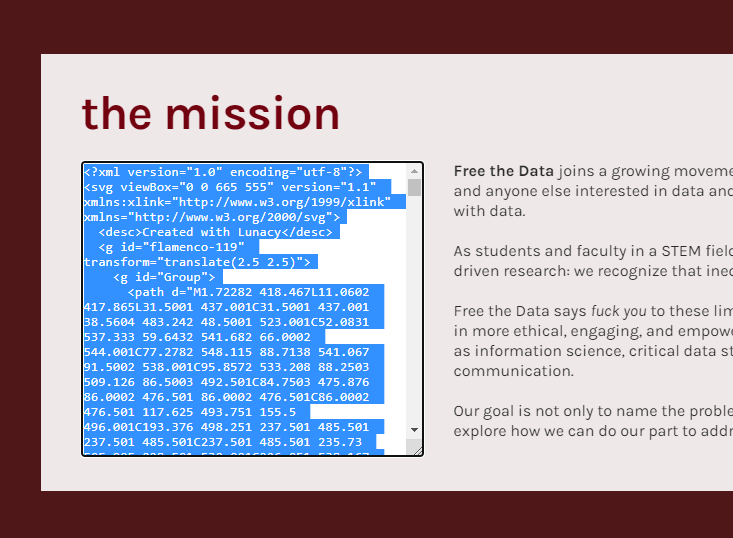 the mission
<?xml version="1.0" encoding="utf-8"?>
<svg viewBox="0 0 665 555" version="1.1"
xmlns:xlink="http://www.w3.org/1999/xlink"
xmlns="http://www.w3.org/2000/svg">
<desc>Created with Lunacy</desc>
<g id="flamenco-119"
transform="translate(2.5 2.5)">
<g id="Group">
<path d="M1.72282 418.467L11.0602
417.865L31.5001 437.001C31.5001 437.001
38.5604 483.242 48.5001 523.001C52.0831
537.333 59.6432 541.682 66.0002
544.001C77.2782 548.115 88.7138 541.067
91.5002 538.001C95.8572 533.208 88.2503
509.126 86.5003 492.501C84.7503 475.876
86.0002 476.501 86.0002 476.501C86.0002
476.501 117.625 493.751 155.5
496.001C193.376 498.251 237.501 485.501
237.501 485.501C237.501 485.501 235.73
Free the Data joins a growing moveme
and anyone else interested in data and
with data.
As students and faculty in a STEM field
driven research: we recognize that ineq
Free the Data says fuck you to these lim
in more ethical, engaging, and empowe
as information science, critical data st
communication.
Our goal is not only to name the proble
explore how we can do our part to addr